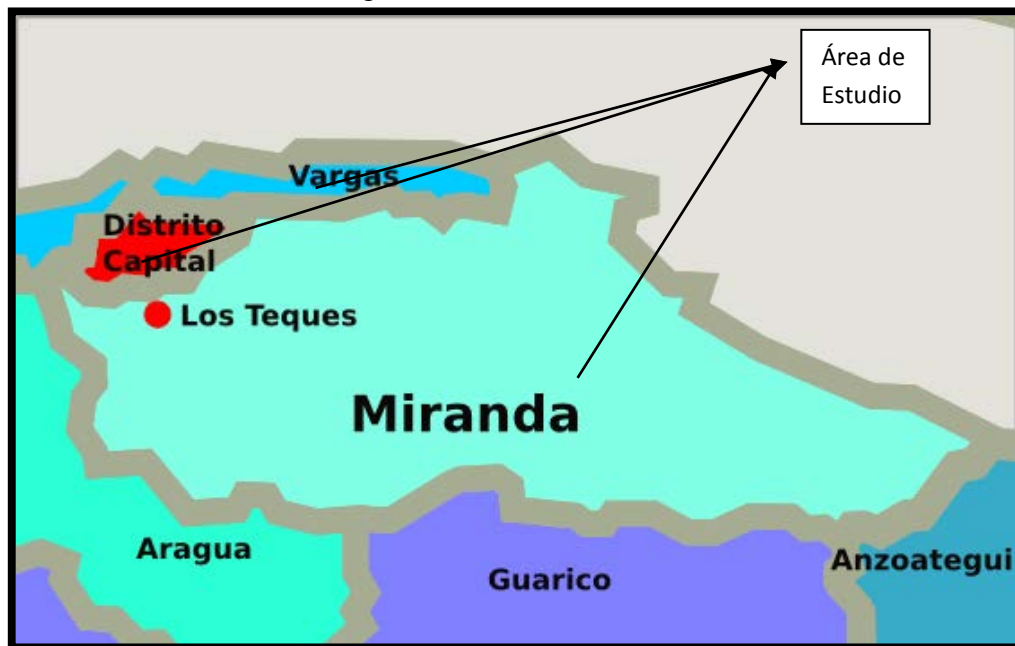 Área de
Estudio
Vargas
Distrito
Capital
Los Teques
Miranda
Aragua
Guarico
Anzoategui